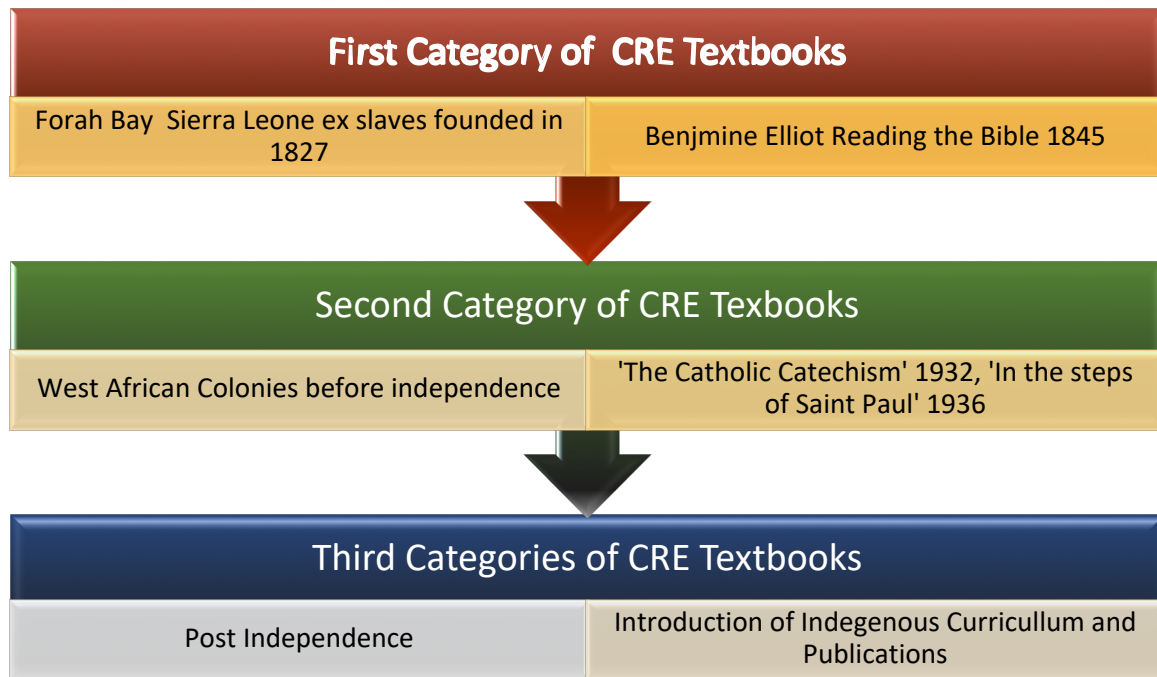 First Category of CRE Textbooks
Forah Bay Sierra Leone ex slaves founded in
1827
Benjmine Elliot Reading the Bible 1845
Second Category of CRE Texbooks
West African Colonies before independence
'The Catholic Catechism' 1932, 'In the steps
of Saint Paul' 1936
Third Categories of CRE Textbooks
Post Independence
Introduction of Indegenous Curricullum and
Publications